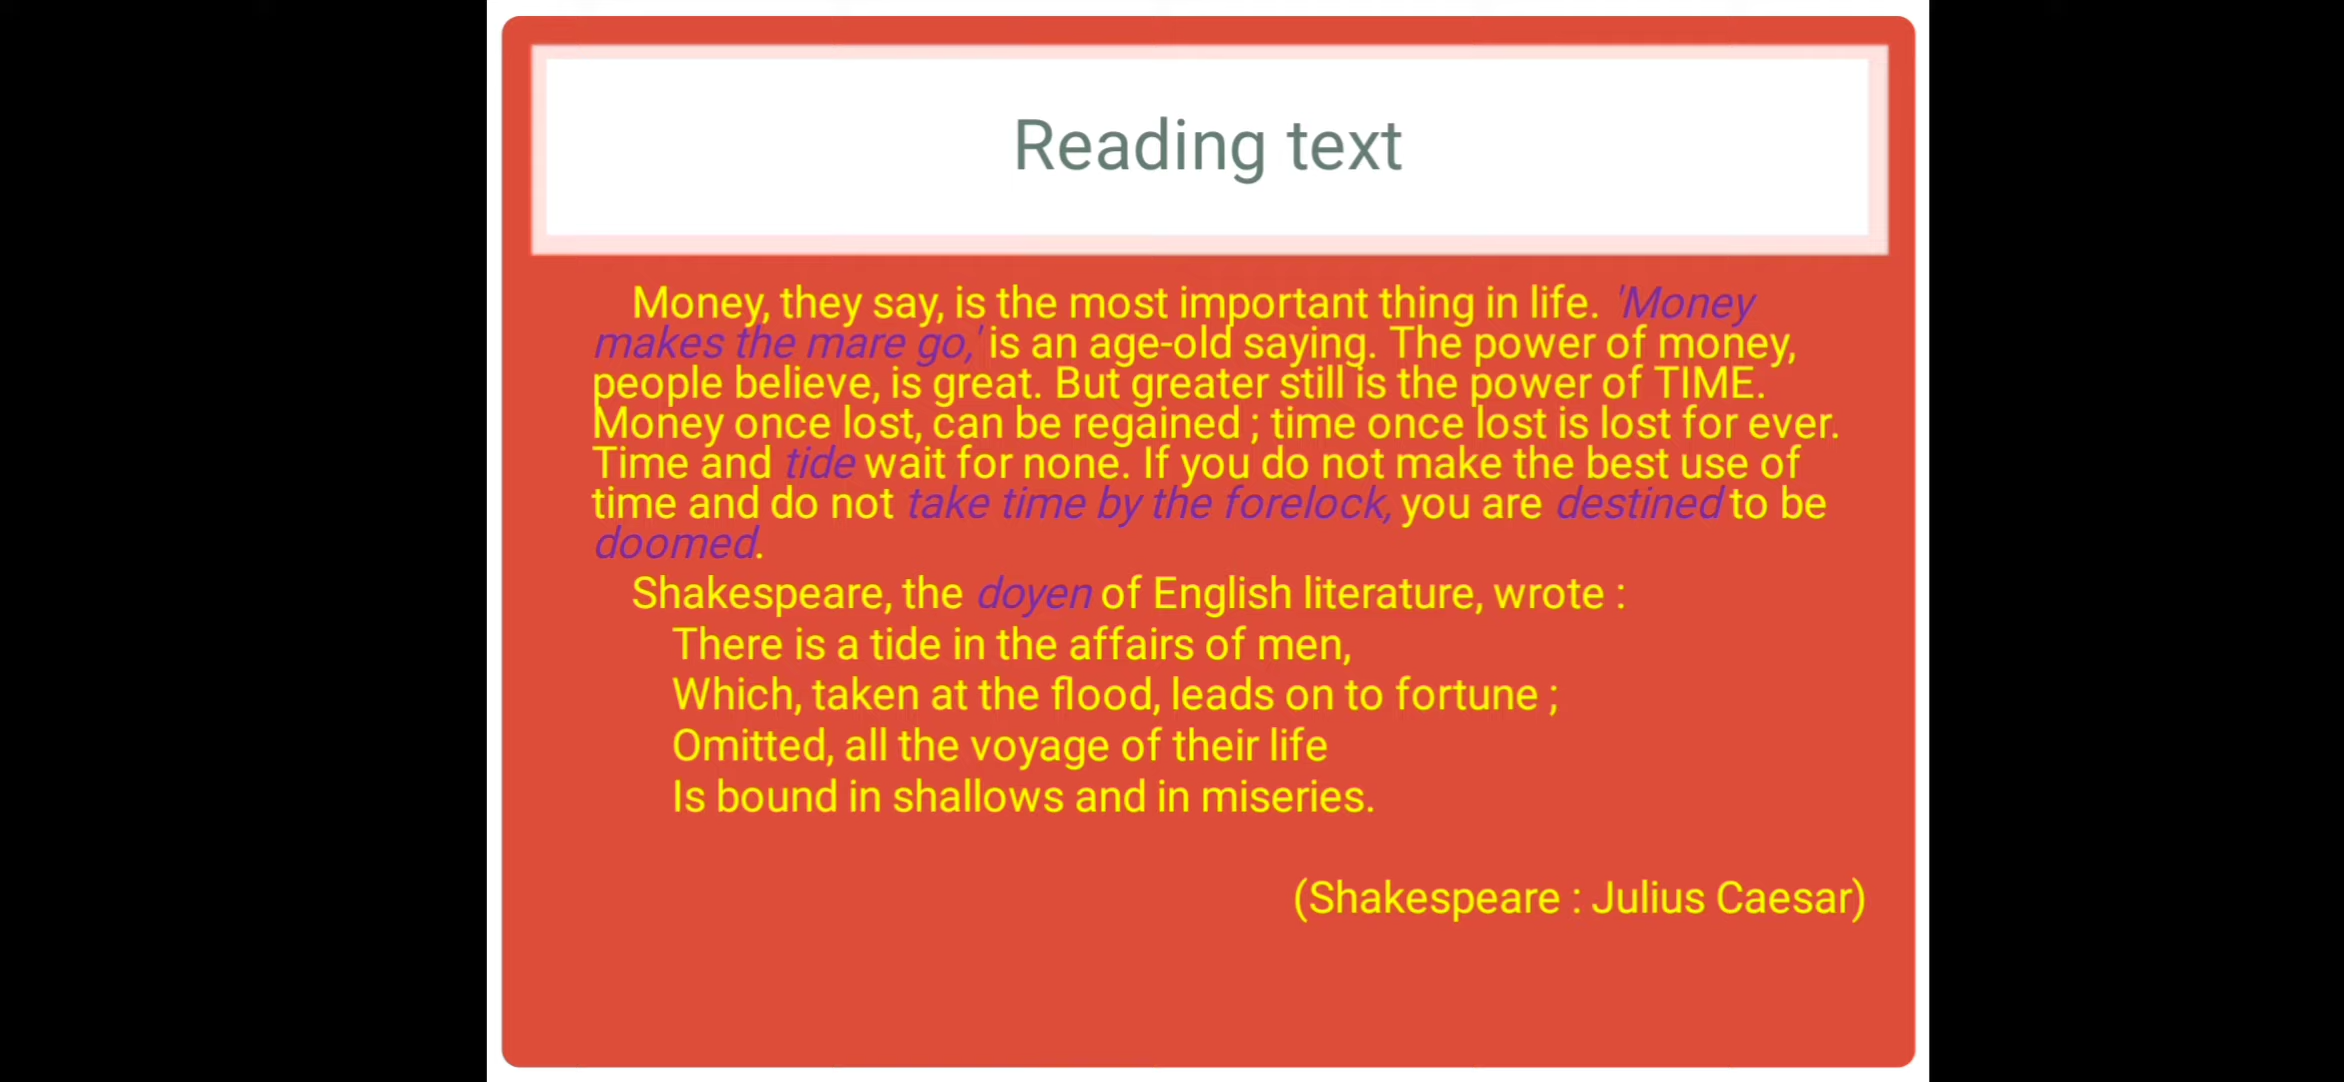 Reading text
Money, they say, is the most important thing in life. 'Money
makes the mare go,' is an age-old saying. The power of money,
people believe, is great. But greater still is the power of TIME.
Money once lost, can be regained ; time once lost is lost for ever.
Time and tide wait for none. If you do not make the best use of
time and do not take time by the forelock, you are destined to be
doomed.
Shakespeare, the doyen of English literature, wrote :
There is a tide in the affairs of men,
Which, taken at the flood, leads on to fortune ;
Omitted, all the voyage of their life
Is bound in shallows and in miseries.
(Shakespeare : Julius Caesar)